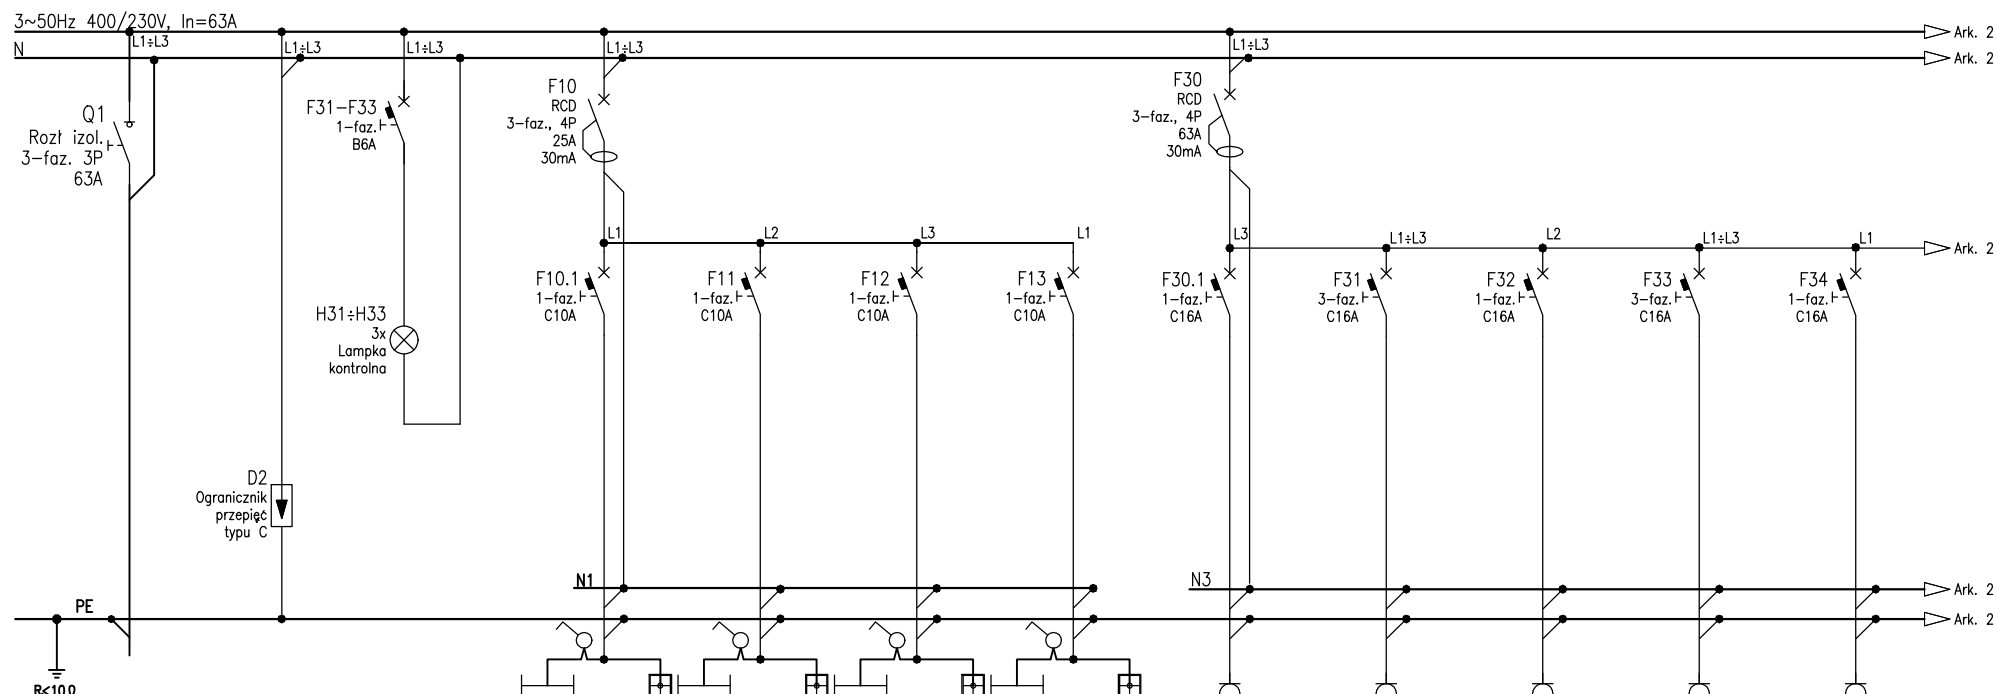 3~50Hz 400/230V, In=63A
L1÷L3
L1÷L3
L1÷L3
L1÷L3
L1÷L3
Ark. 2
N
Ark. 2
Q1
Rozł izol.
3-faz. 3P
63A
F31-F33
1-faz.
B6A
F10
RCD
3-faz., 4P
25A
30mA
F30
RCD
3-faz., 4P
63A
30mA
L1
L2
L3
L1
L3
L1÷L3
L2
L1÷L3
L1
Ark. 2
F10.1
1-faz.
C10A
F11
1-faz.
C10A
F12
1-faz.
C10A
F13
1-faz.
C10A
F30.1
1-faz.
C16A
F31
3-faz.
C16A
F32
1-faz.
C16A
F33
3-faz.
C16A
F34
1-faz.
C16A
H31÷H33
3x
Lampka
kontrolna
D2
Ogranicznik
przepięć
typu C
N1
N3
Ark. 2
PE
Ark. 2